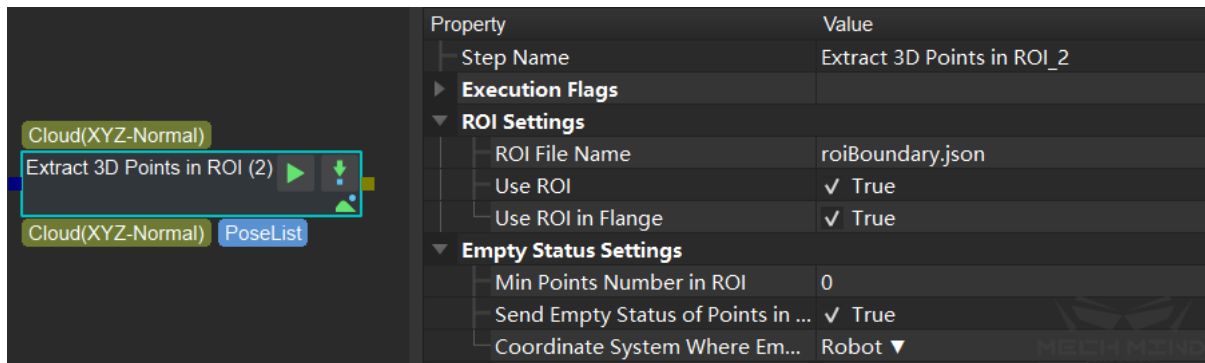 Cloud(XYZ-Normal)
Extract 3D Points in ROI (2)
Cloud(XYZ-Normal) PoseList
Property Value
Step Name Extract 3D Points in ROI_2
Execution Flags
ROI Settings
ROI File Name roiBoundary.json
Use ROI True
Use ROI in Flange True
Empty Status Settings
Min Points Number in ROI 0
Send Empty Status of Points in ... True
Coordinate System Where Em... Robot
MECH MIND